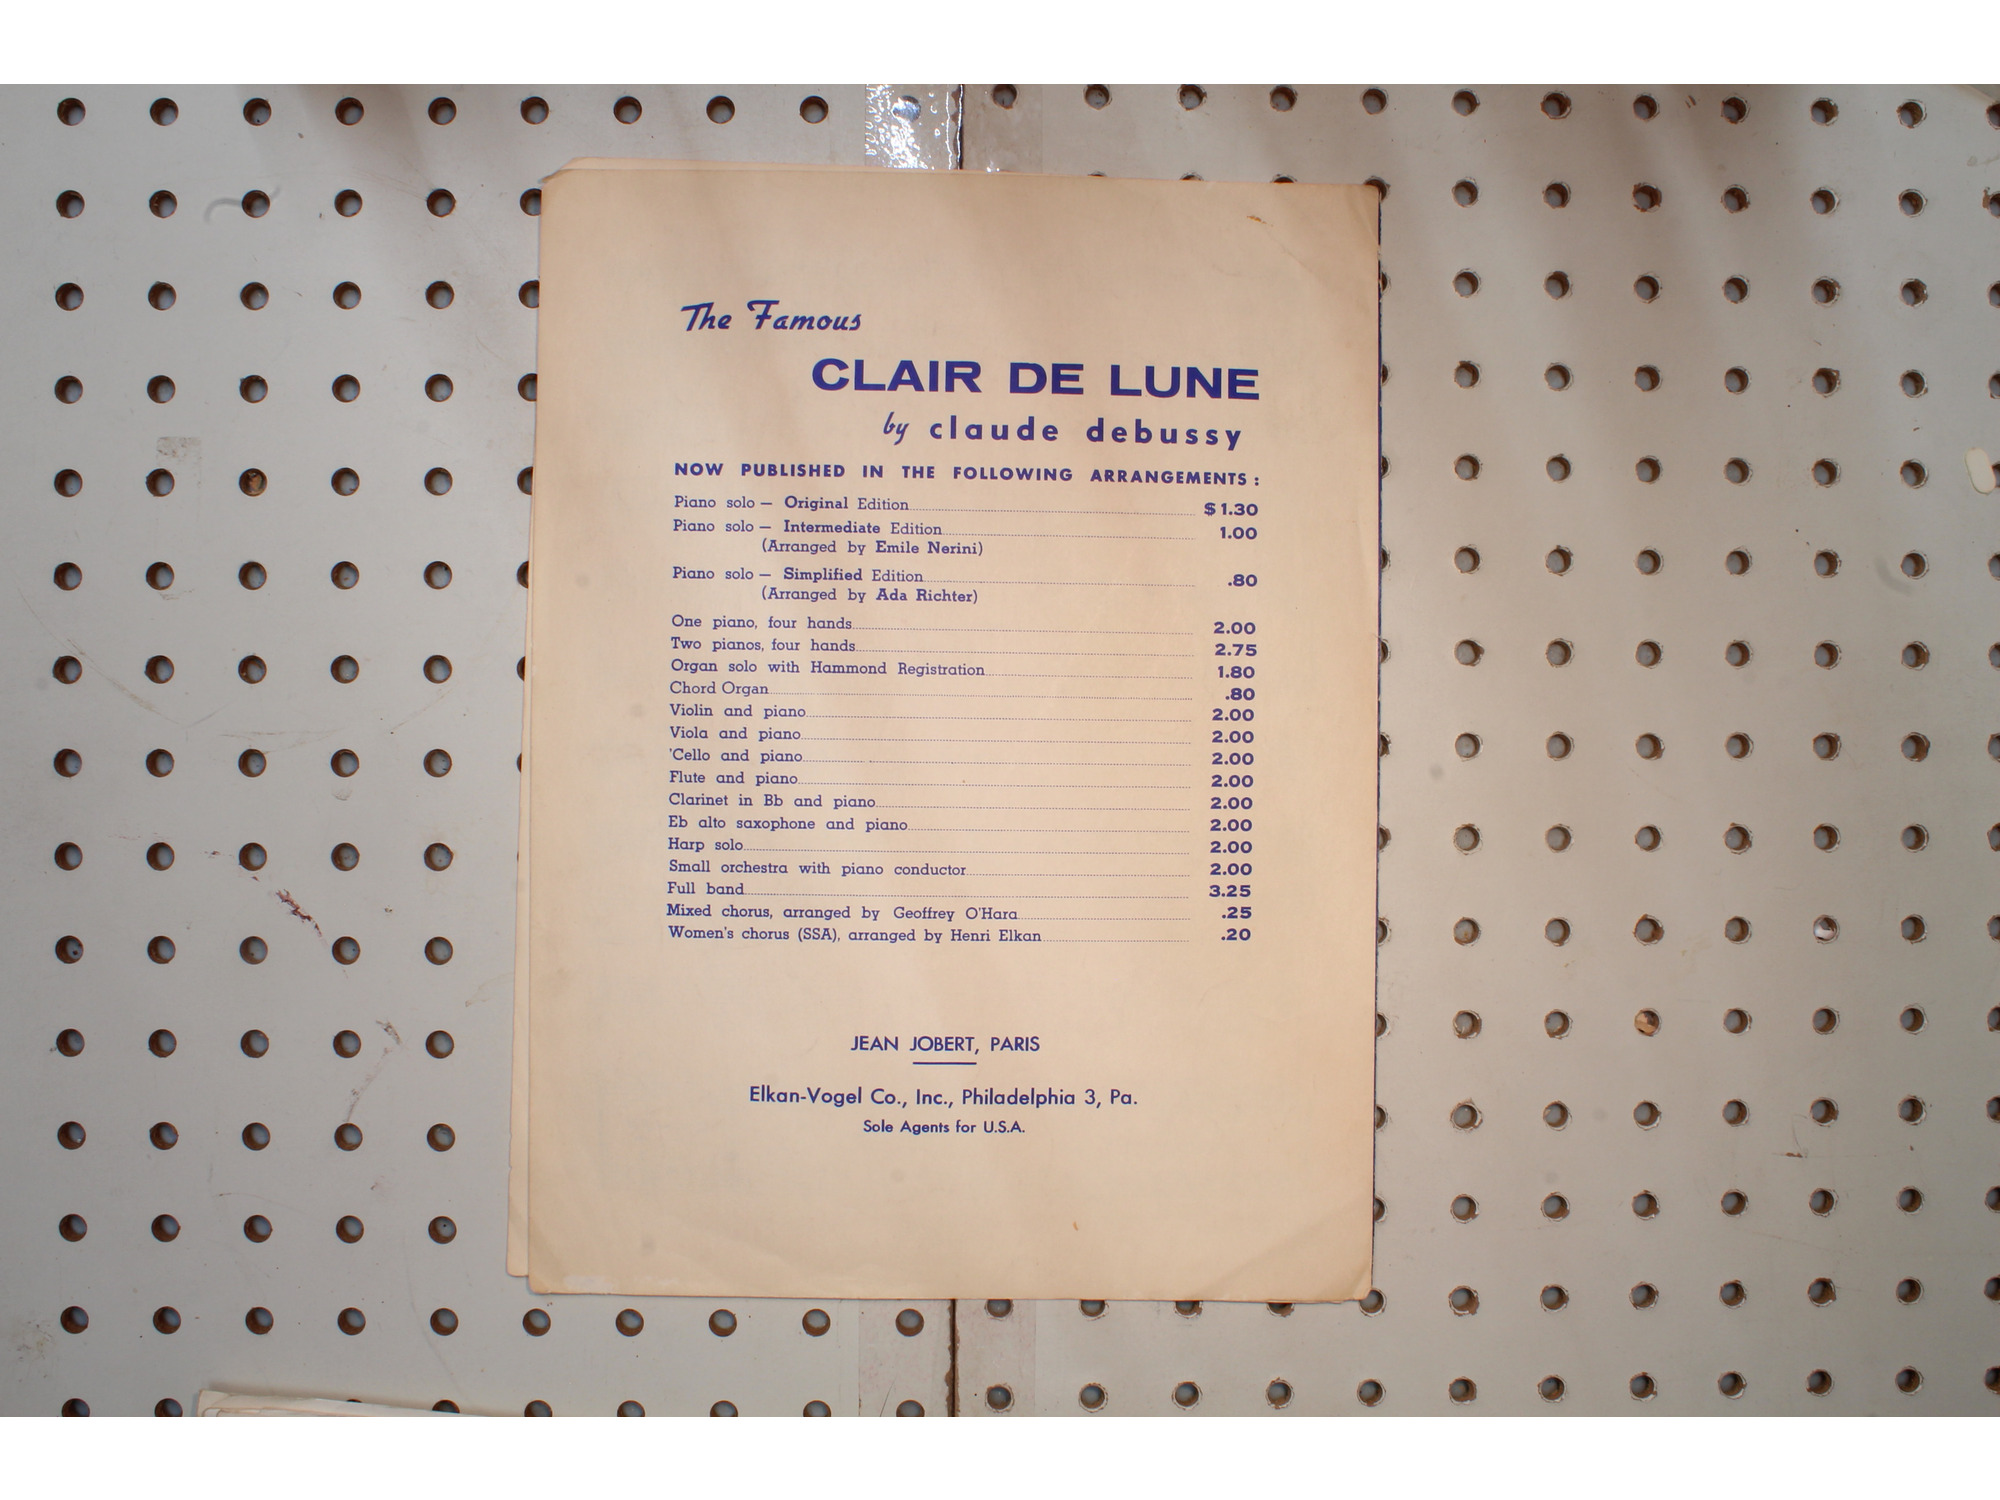 The Famous
CLAIR DE LUNE
by claude debussy
NOW PUBLISHED IN THE FOLLOWING ARRANGEMENTS:
Piano solo — Original Edition $1.30
Piano solo — Intermediate Edition 1.00
(Arranged by Emile Nerini)
Piano solo — Simplified Edition .80
(Arranged by Ada Richter)
One piano, four hands 2.00
Two pianos, four hands 2.75
Organ solo with Hammond Registration 1.80
Chord Organ .80
Violin and piano 2.00
Viola and piano 2.00
'Cello and piano 2.00
Flute and piano 2.00
Clarinet in Bb and piano 2.00
Eb alto saxophone and piano 2.00
Harp solo 2.00
Small orchestra with piano conductor 2.00
Full band 3.25
Mixed chorus, arranged by Geoffrey O'Hara .25
Women's chorus (SSA), arranged by Henri Elkan .20
JEAN JOBERT, PARIS
Elkan-Vogel Co., Inc., Philadelphia 3, Pa.
Sole Agents for U.S.A.